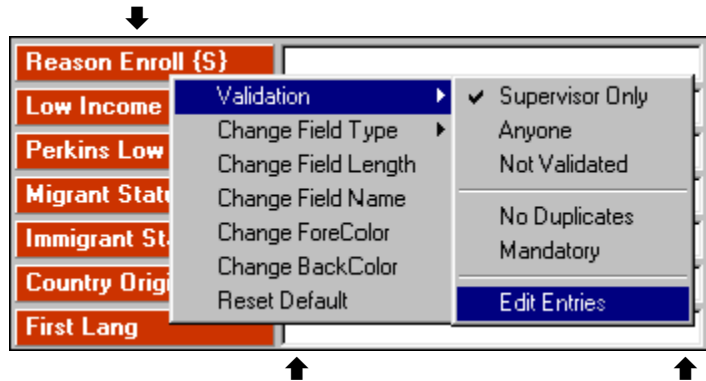 Reason Enroll {S}
Low Income
Perkins Low
Migrant Statu
Immigrant St
Country Origi
First Lang
Validation
Change Field Type
Change Field Length
Change Field Name
Change ForeColor
Change BackColor
Reset Default
Supervisor Only
Anyone
Not Validated
No Duplicates
Mandatory
Edit Entries